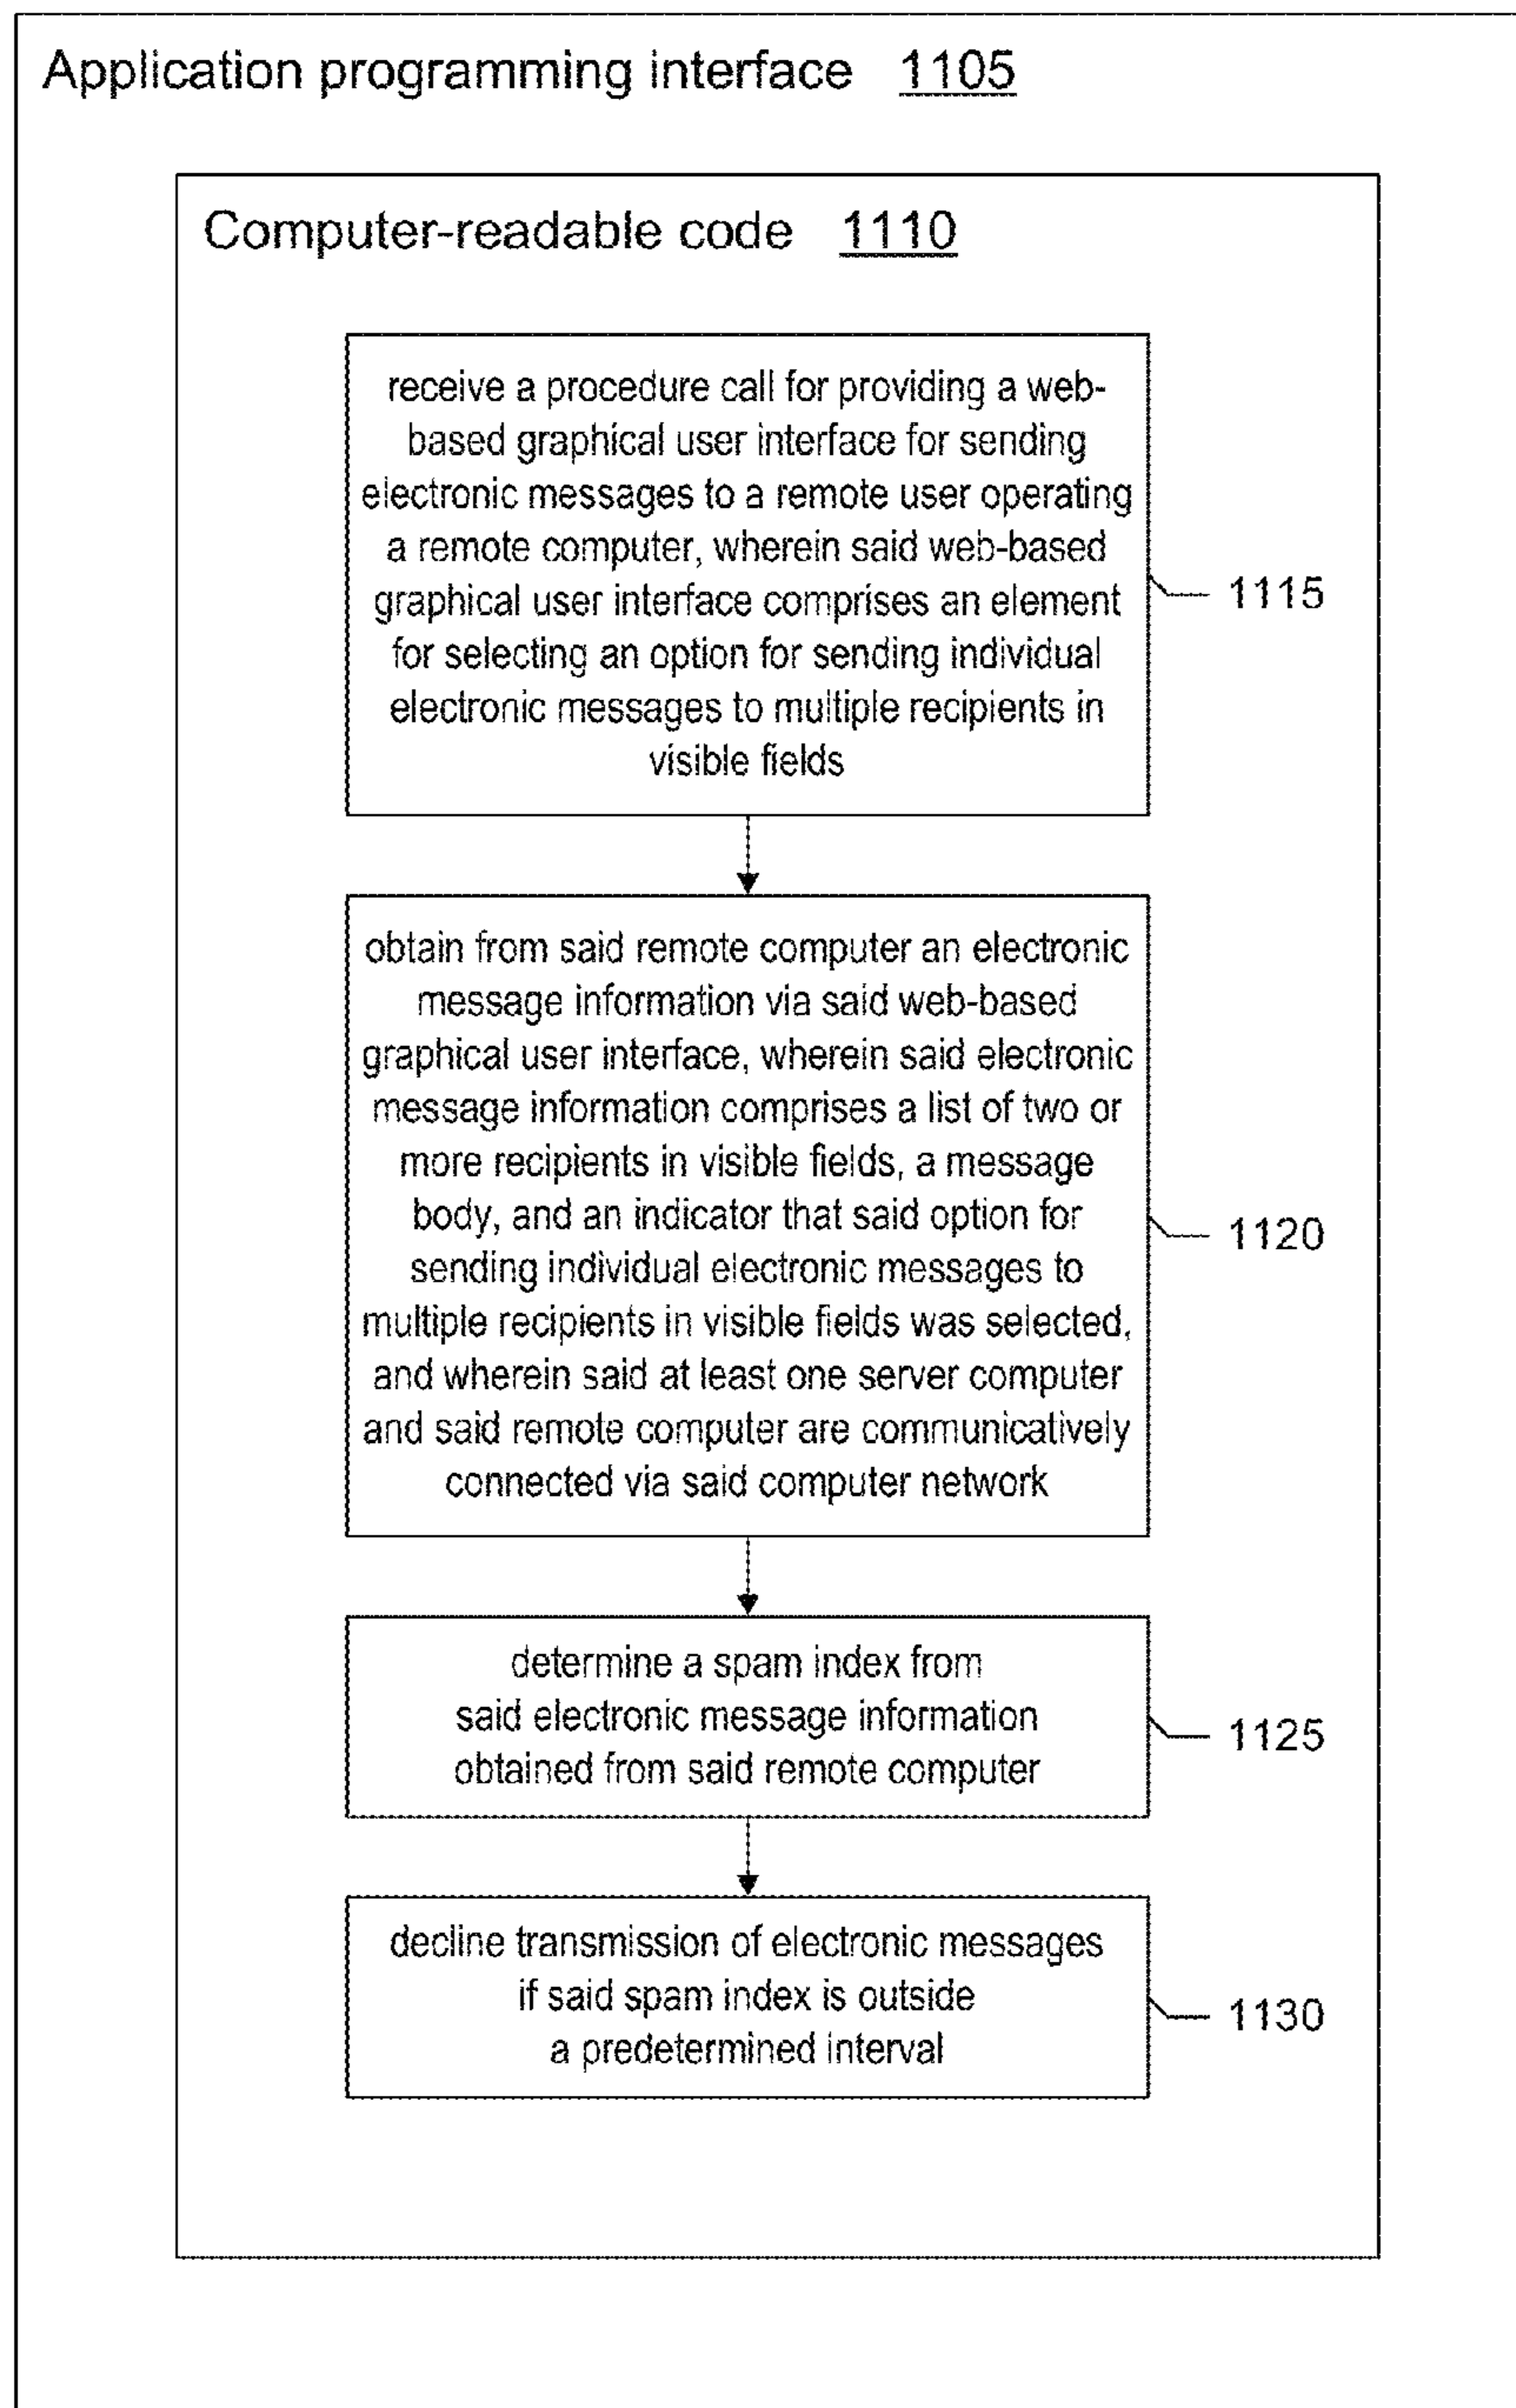 Application programming interface 1105
Computer-readable code 1110
receive a procedure call for providing a web-
based graphical user interface for sending
electronic messages to a remote user operating
a remote computer, wherein said web-based
graphical user interface comprises an element
for selecting an option for sending individual
electronic messages to multiple recipients in
visible fields
1115
obtain from said remote computer an electronic
message information via said web-based
graphical user interface, wherein said electronic
message information comprises a list of two or
more recipients in visible fields, a message
body, and an indicator that said option for
sending individual electronic messages to
multiple recipients in visible fields was selected,
and wherein said at least one server computer
and said remote computer are communicatively
connected via said computer network
1120
determine a spam index from
said electronic message information
obtained from said remote computer
1125
decline transmission of electronic messages
if said spam index is outside
a predetermined interval
1130